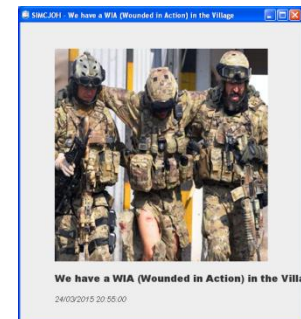 SIMCJOH - We have a WIA (Wounded in Action) in the Village
We have a WIA (Wounded in Action) in the Villa
24/03/2015 20:55:00